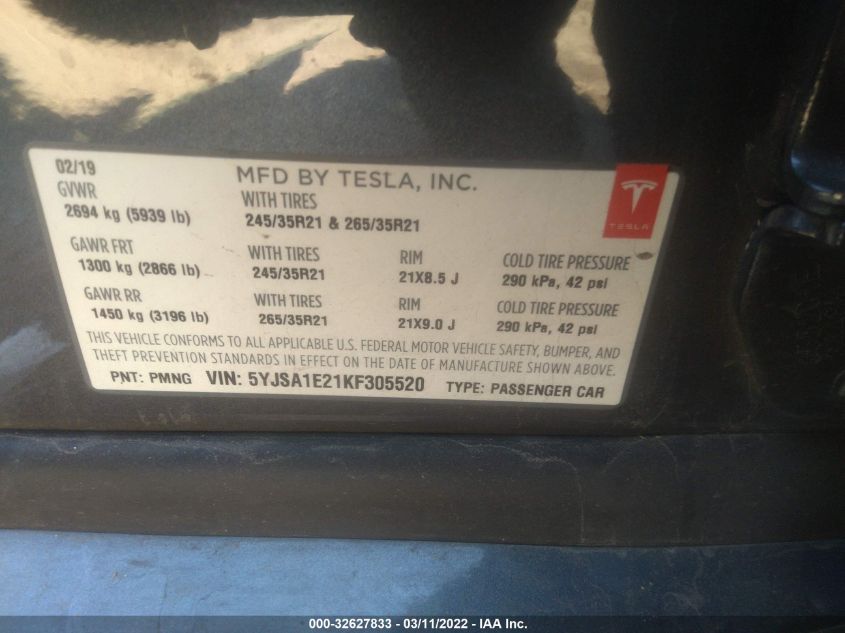 02/19
MFD BY TESLA, INC.
GVWR
WITH TIRES
2694 kg (5939 lb)
245/35R21 & 265/35R21
TESLA
GAWR FRT
WITH TIRES
RIM
COLD TIRE PRESSURE
1300 kg (2866 lb)
245/35R21
21X8.5 J
290 kPa, 42 psi
GAWR RR
WITH TIRES
RIM
COLD TIRE PRESSURE
1450 kg (3196 lb)
265/35R21
21X9.0 J
290 kPa, 42 psi
THIS VEHICLE CONFORMS TO ALL APPLICABLE U.S. FEDERAL MOTOR VEHICLE SAFETY, BUMPER, AND
THEFT PREVENTION STANDARDS IN EFFECT ON THE DATE OF MANUFACTURE SHOWN ABOVE.
PNT: PMNG VIN: 5YJSA1E21KF305520 TYPE: PASSENGER CAR
000-32627833 - 03/11/2022 - IAA Inc.